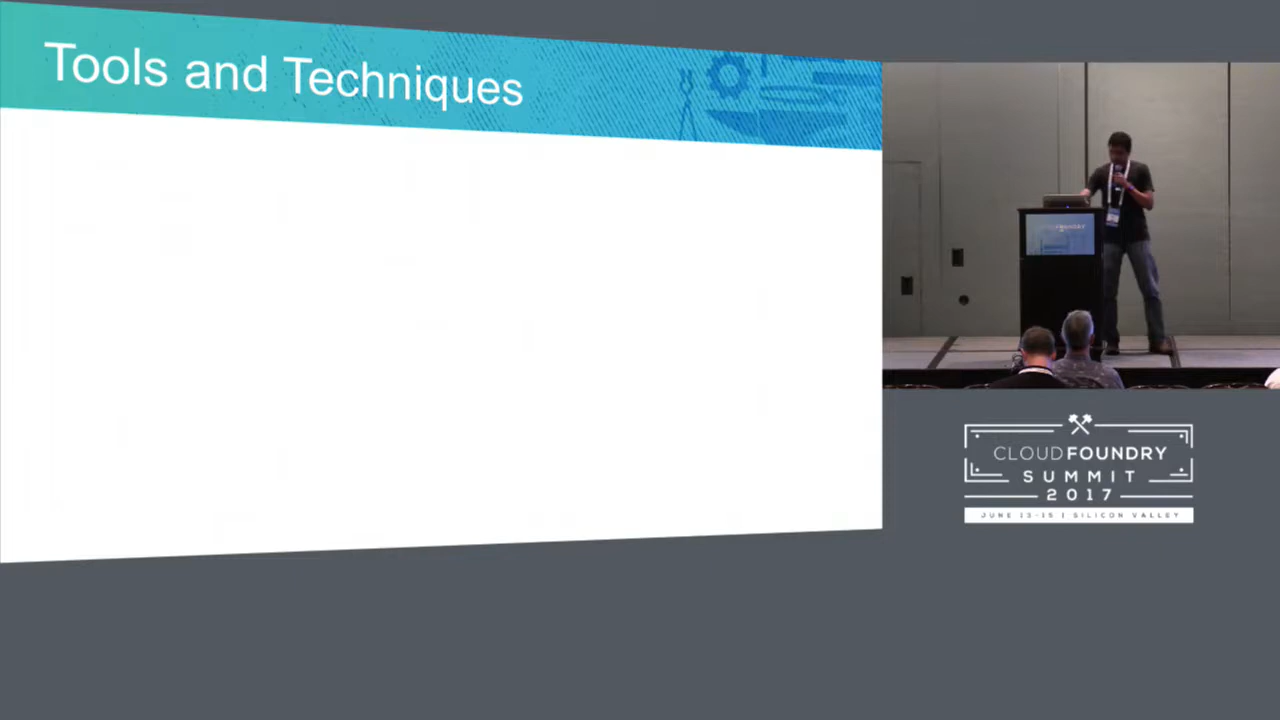 Tools and Techniques
CLOUD FOUNDRY
SUMMIT
2017
JUNE 13-15 | SILICON VALLEY